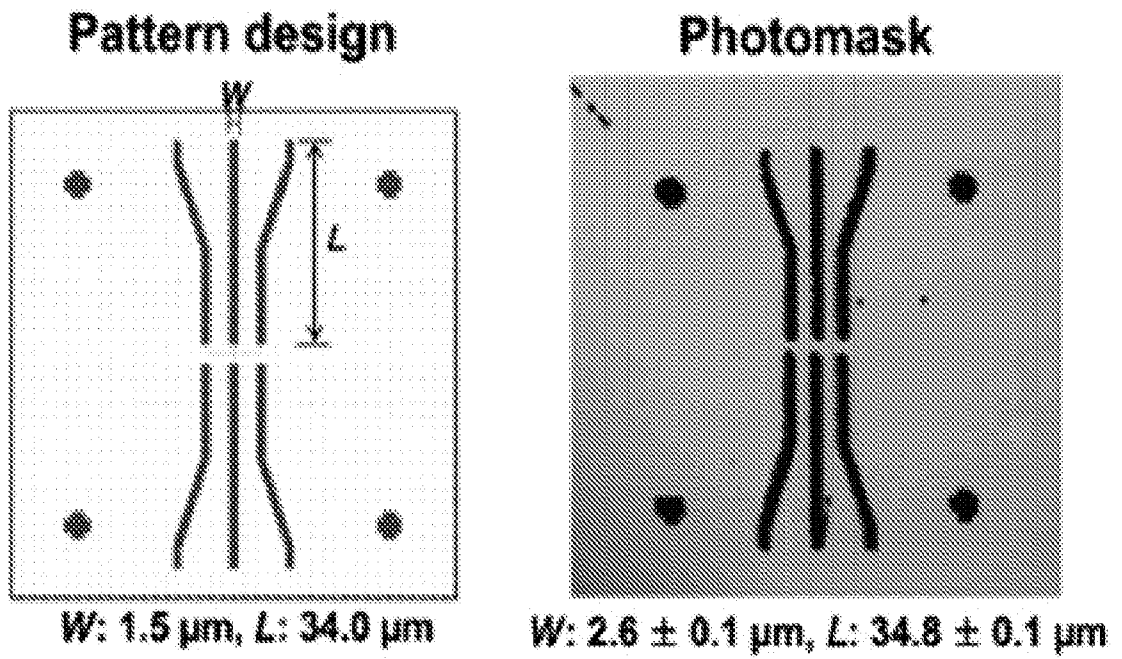 Pattern design
Photomask
W
L
W: 1.5 μm, L: 34.0 μm
W: 2.6 ± 0.1 μm, L: 34.8 ± 0.1 μm